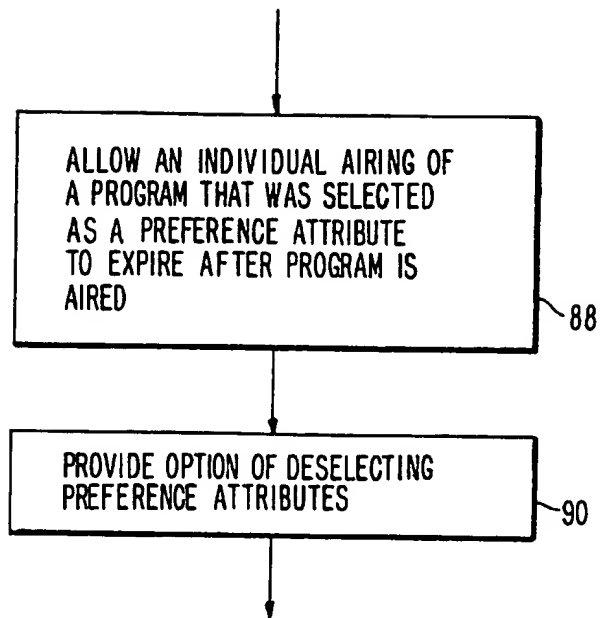 ALLOW AN INDIVIDUAL AIRING OF
A PROGRAM THAT WAS SELECTED
AS A PREFERENCE ATTRIBUTE
TO EXPIRE AFTER PROGRAM IS
AIRED
88
PROVIDE OPTION OF DESELECTING
PREFERENCE ATTRIBUTES
90